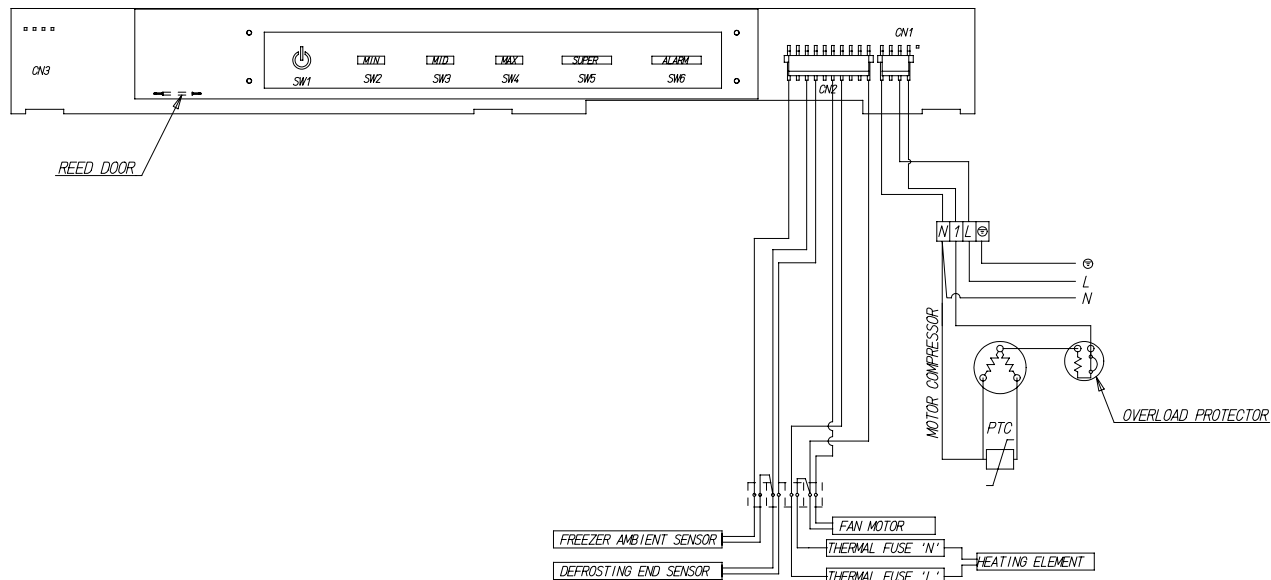 CN1
CN3
MIN
MID
MAX
SUPER
ALARM
SW1
SW2
SW3
SW4
SW5
SW6
CN2
REED DOOR
N 1 L
L
N
MOTOR COMPRESSOR
OVERLOAD PROTECTOR
PTC
FAN MOTOR
FREEZER AMBIENT SENSOR
THERMAL FUSE 'N'
HEATING ELEMENT
DEFROSTING END SENSOR
THERMAL FUSE 'L'